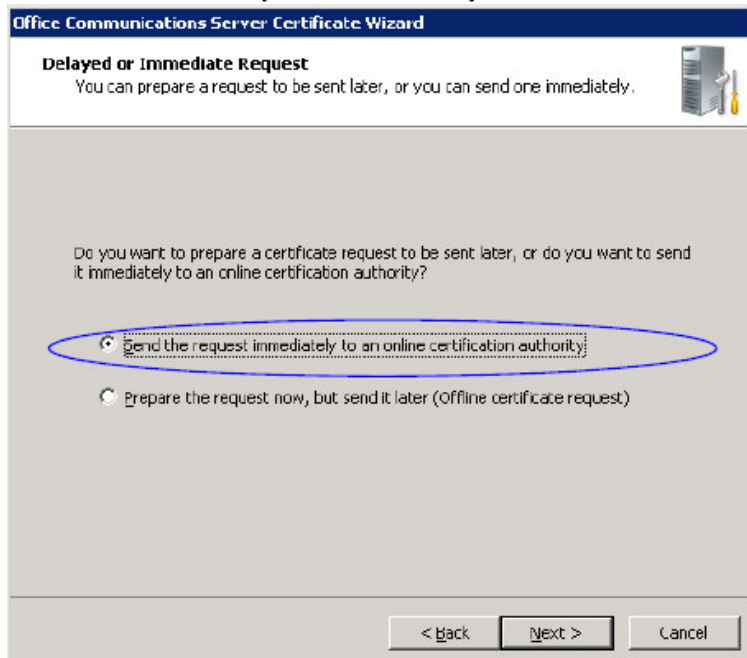 Office Communications Server Certificate Wizard
Delayed or Immediate Request
You can prepare a request to be sent later, or you can send one immediately.
Do you want to prepare a certificate request to be sent later, or do you want to send
it immediately to an online certification authority?
Send the request immediately to an online certification authority
Prepare the request now, but send it later (Offline certificate request)
< Back Next > Cancel